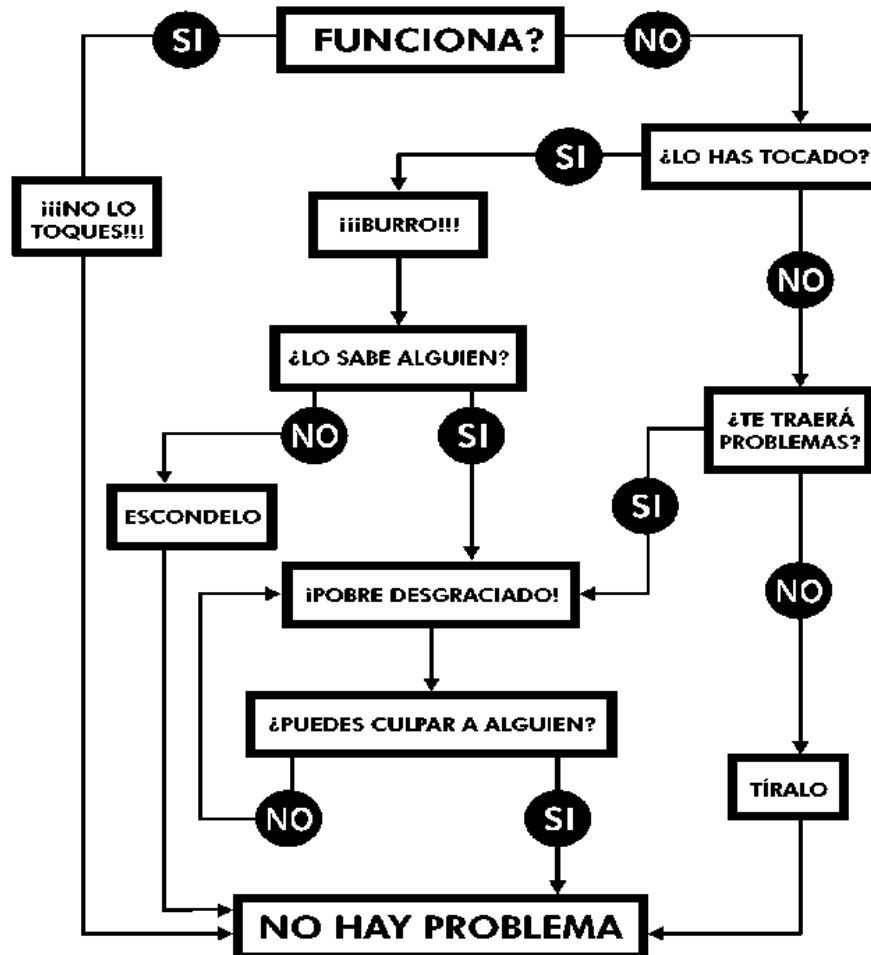 SI
FUNCIONA?
NO
SI
¿LO HAS TOCADO?
¡¡¡NO LO
TOQUES!!!
¡¡¡BURRO!!!
NO
¿LO SABE ALGUIEN?
NO
SI
¿TE TRAERÁ
PROBLEMAS?
ESCONDELO
SI
¡POBRE DESGRACIADO!
NO
¿PUEDES CULPAR A ALGUIEN?
NO
SI
TÍRALO
NO HAY PROBLEMA